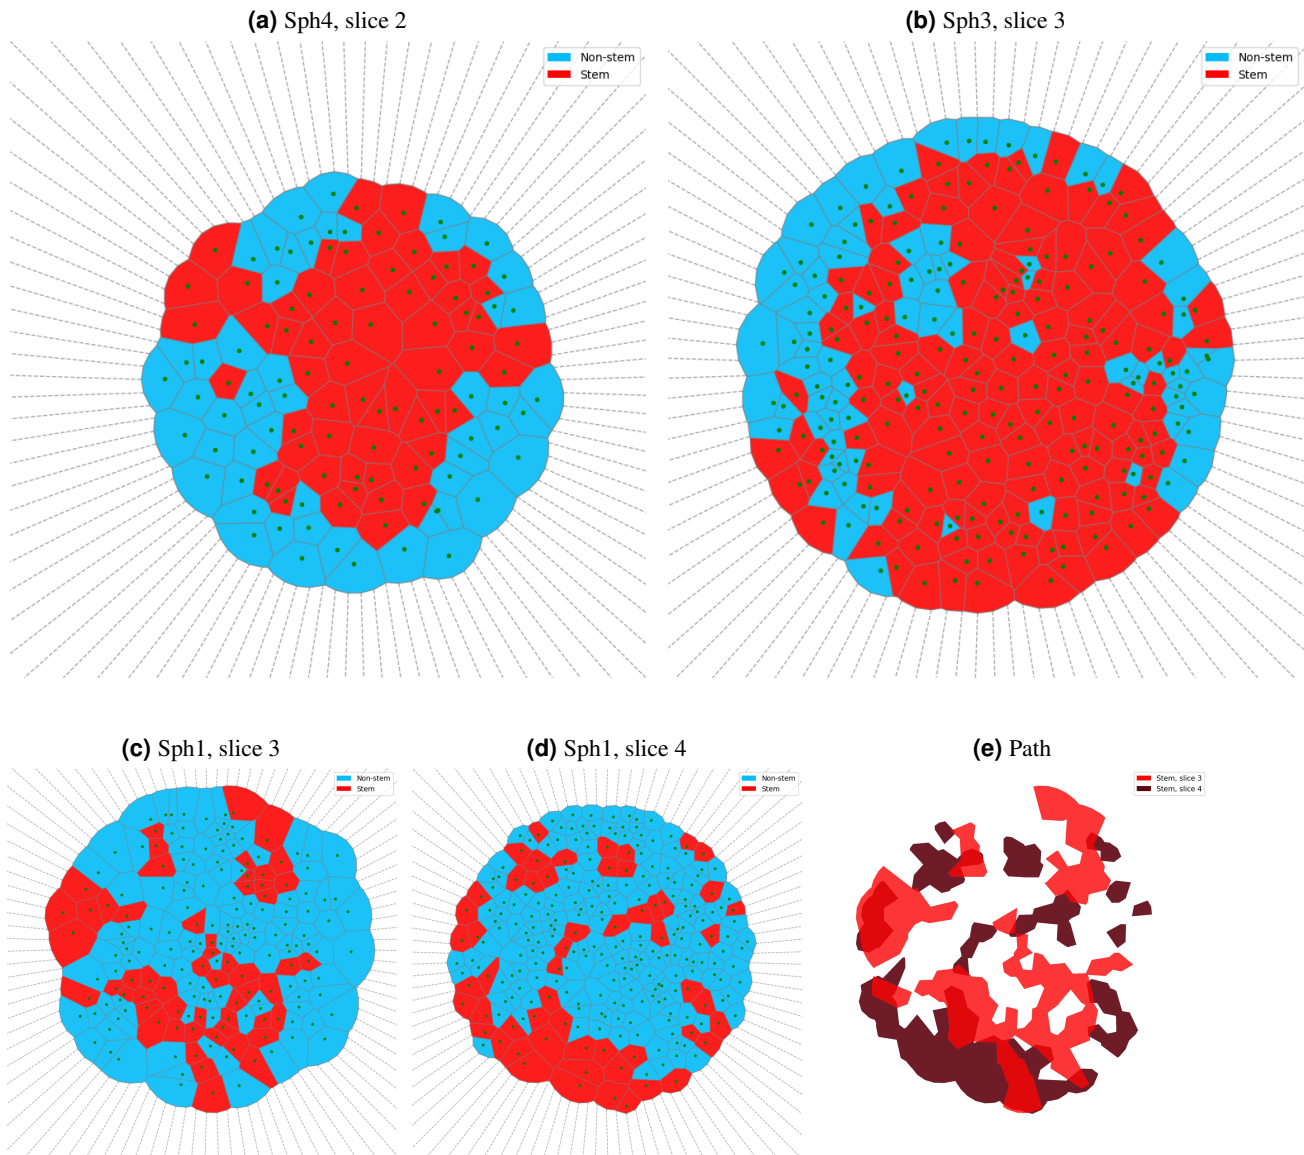 (a) Sph4, slice 2
Non-stem
Stem
(b) Sph3, slice 3
Non-stem
Stem
(c) Sph1, slice 3
Non-stem
Stem
(d) Sph1, slice 4
Non-stem
Stem
(e) Path
Stem, slice 3
Stem, slice 4